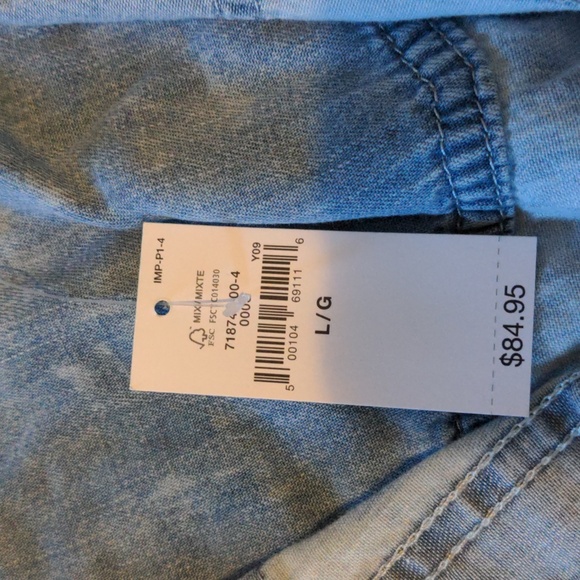 IMP-P1-4
MIX / MIXTE
FSC FSC C014030
Y09
5 00104 69111 6
L/G
$84.95